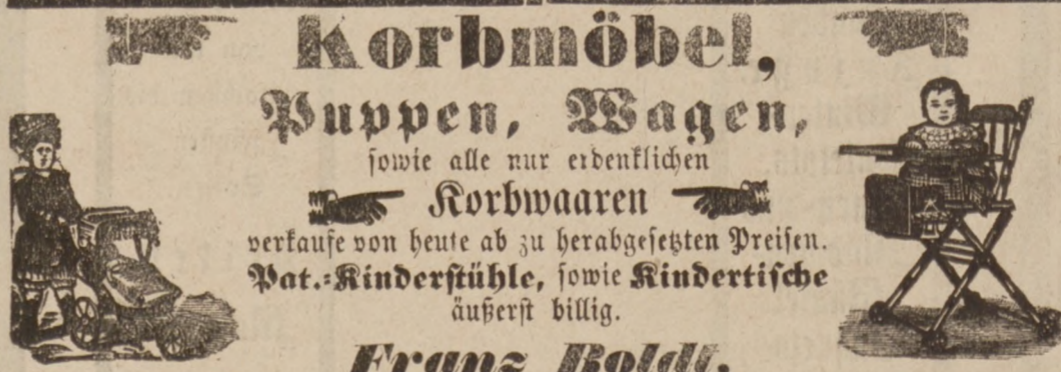 Korbmöbel,
Puppen, Wagen,
sowie alle nur erdenklichen
Korbwaaren
verkaufe von heute ab zu herabgesetzten Preisen.
Pat.-Kinderstühle, sowie Kindertische
äußerst billig.
Franz Boldt.